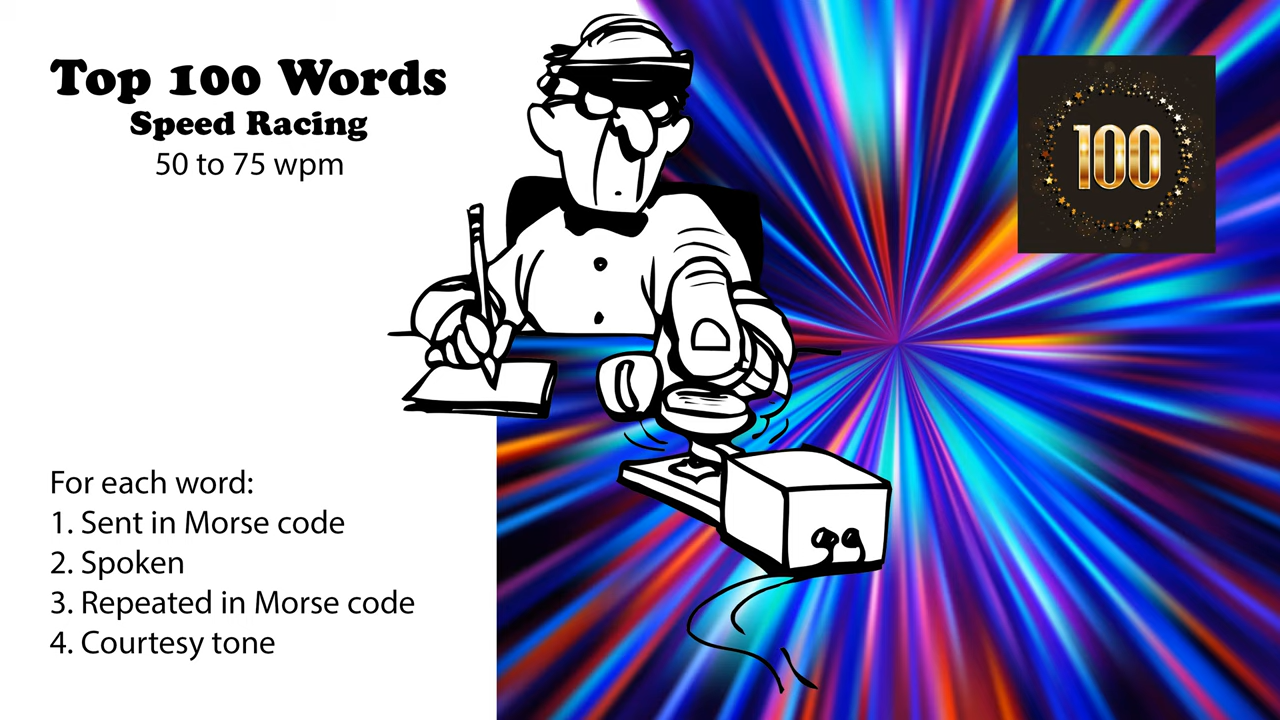 Top 100 Words
Speed Racing
50 to 75 wpm
100
For each word:
1. Sent in Morse code
2. Spoken
3. Repeated in Morse code
4. Courtesy tone